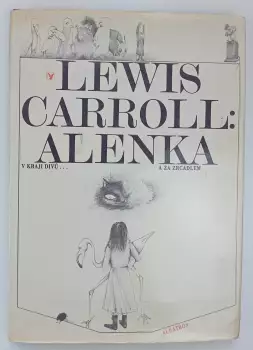 LEWIS
CARROLL:
ALENKA
V KRAJI DIVŮ... A ZA ZRCADLEM
ALBATROS